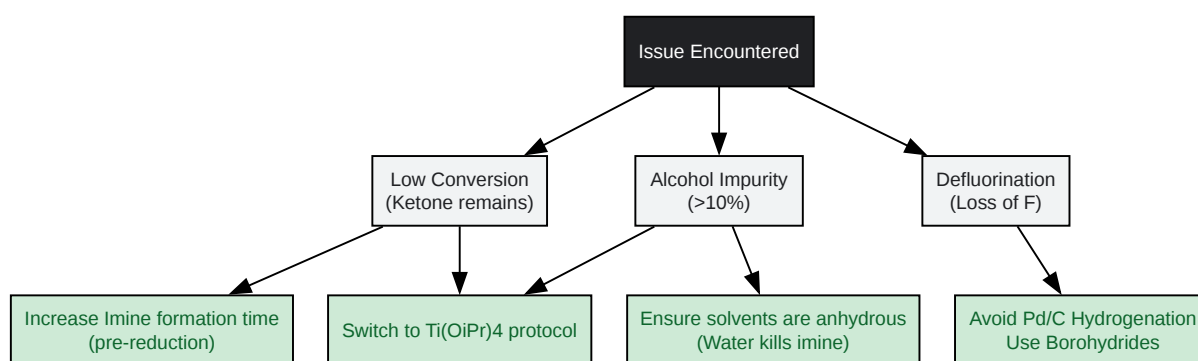 Issue Encountered
Low Conversion
(Ketone remains)
Alcohol Impurity
(>10%)
Defluorination
(Loss of F)
Increase Imine formation time
(pre-reduction)
Switch to Ti(OiPr)4 protocol
Ensure solvents are anhydrous
(Water kills imine)
Avoid Pd/C Hydrogenation
Use Borohydrides